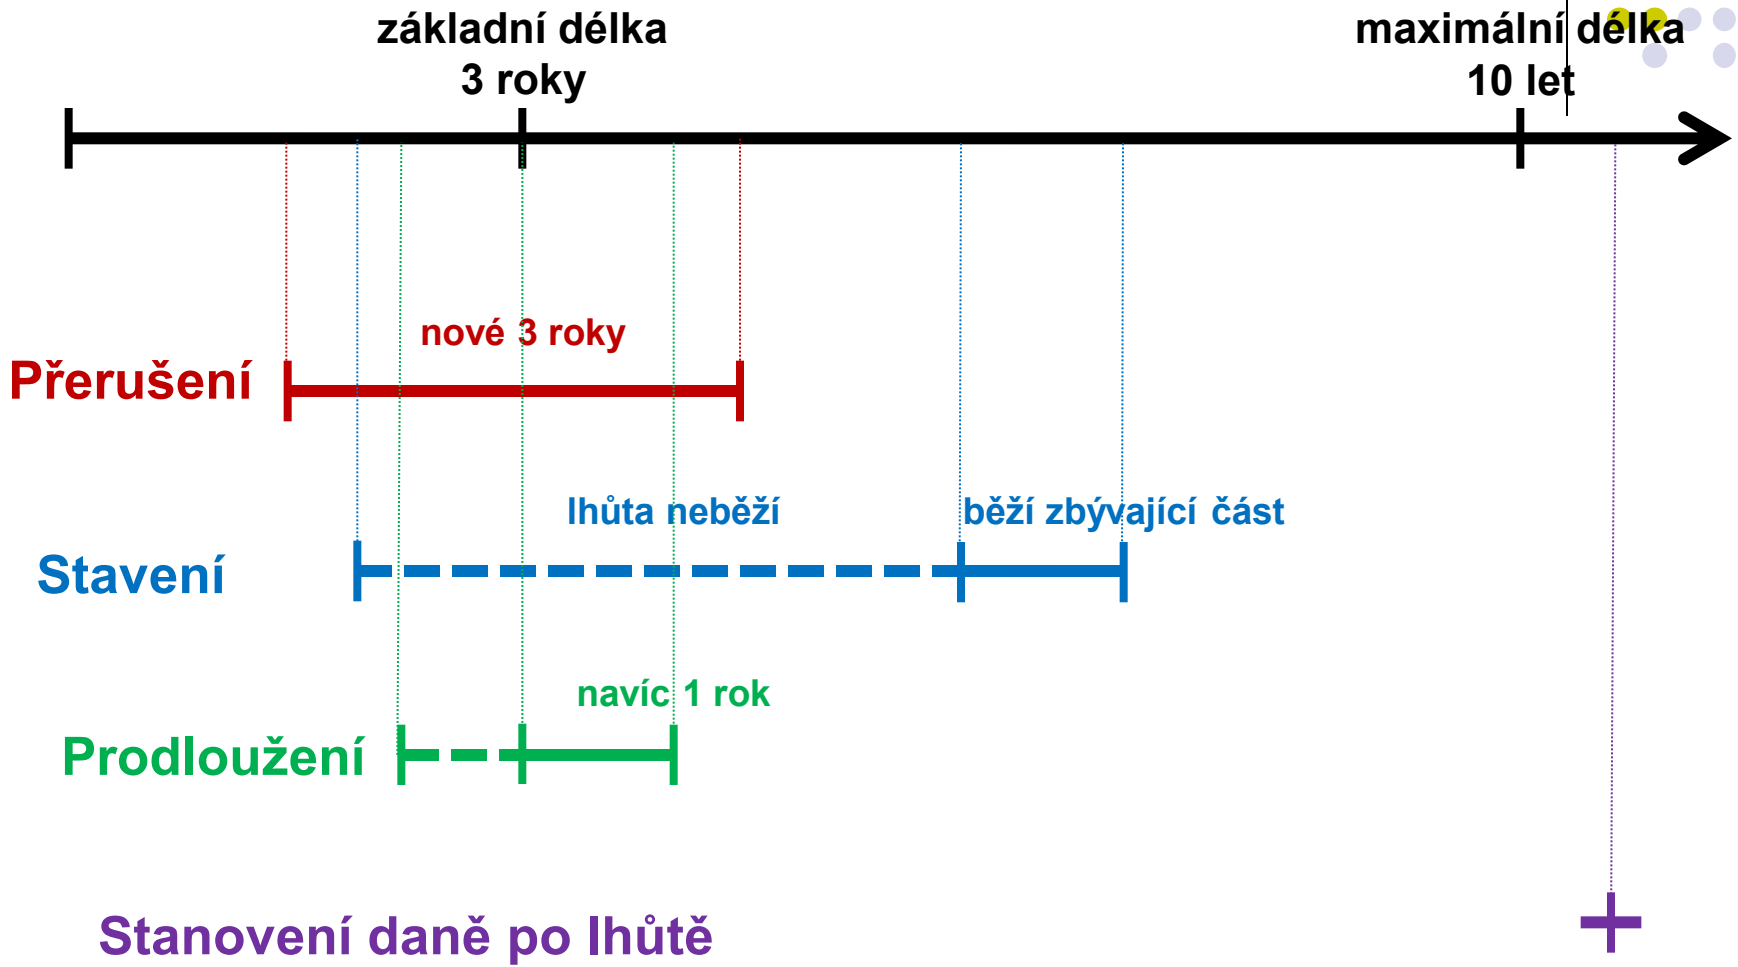 základní délka
3 roky
maximální délka
10 let
nové 3 roky
Přerušení
lhůta neběží
běží zbývající část
Stavení
navíc 1 rok
Prodloužení
Stanovení daně po lhůtě